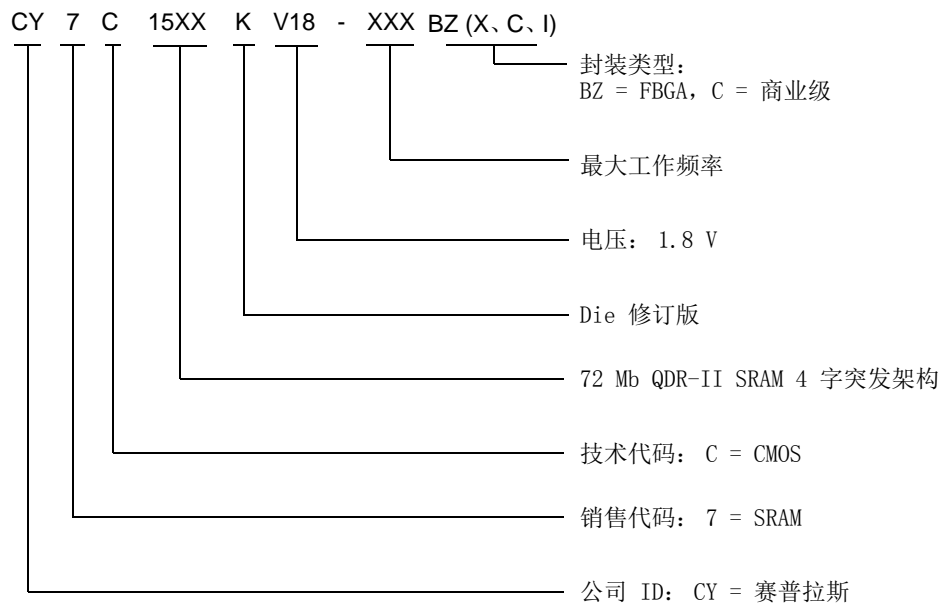 CY 7 C 15XX K V18 - XXX BZ (X、C、I)
封装类型：
BZ = FBGA，C = 商业级
最大工作频率
电压： 1.8 V
Die 修订版
72 Mb QDR-II SRAM 4 字突发架构
技术代码： C = CMOS
销售代码： 7 = SRAM
公司 ID： CY = 赛普拉斯